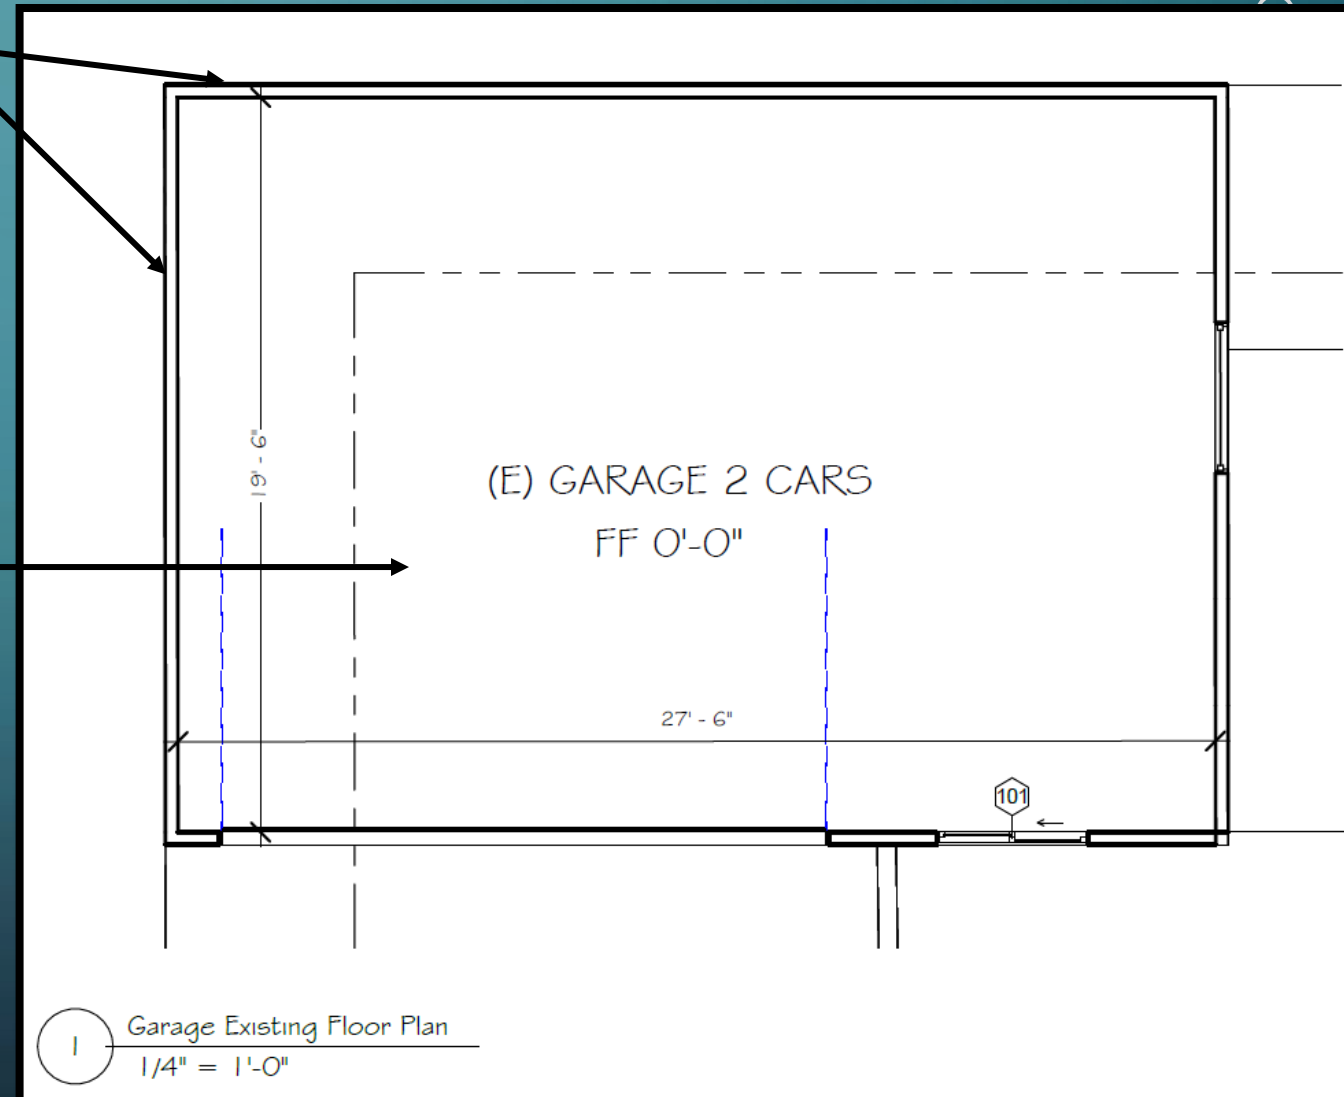 19' - 6"
(E) GARAGE 2 CARS
FF 0'-0"
27' - 6"
101
1 Garage Existing Floor Plan
1/4" = 1'-0"